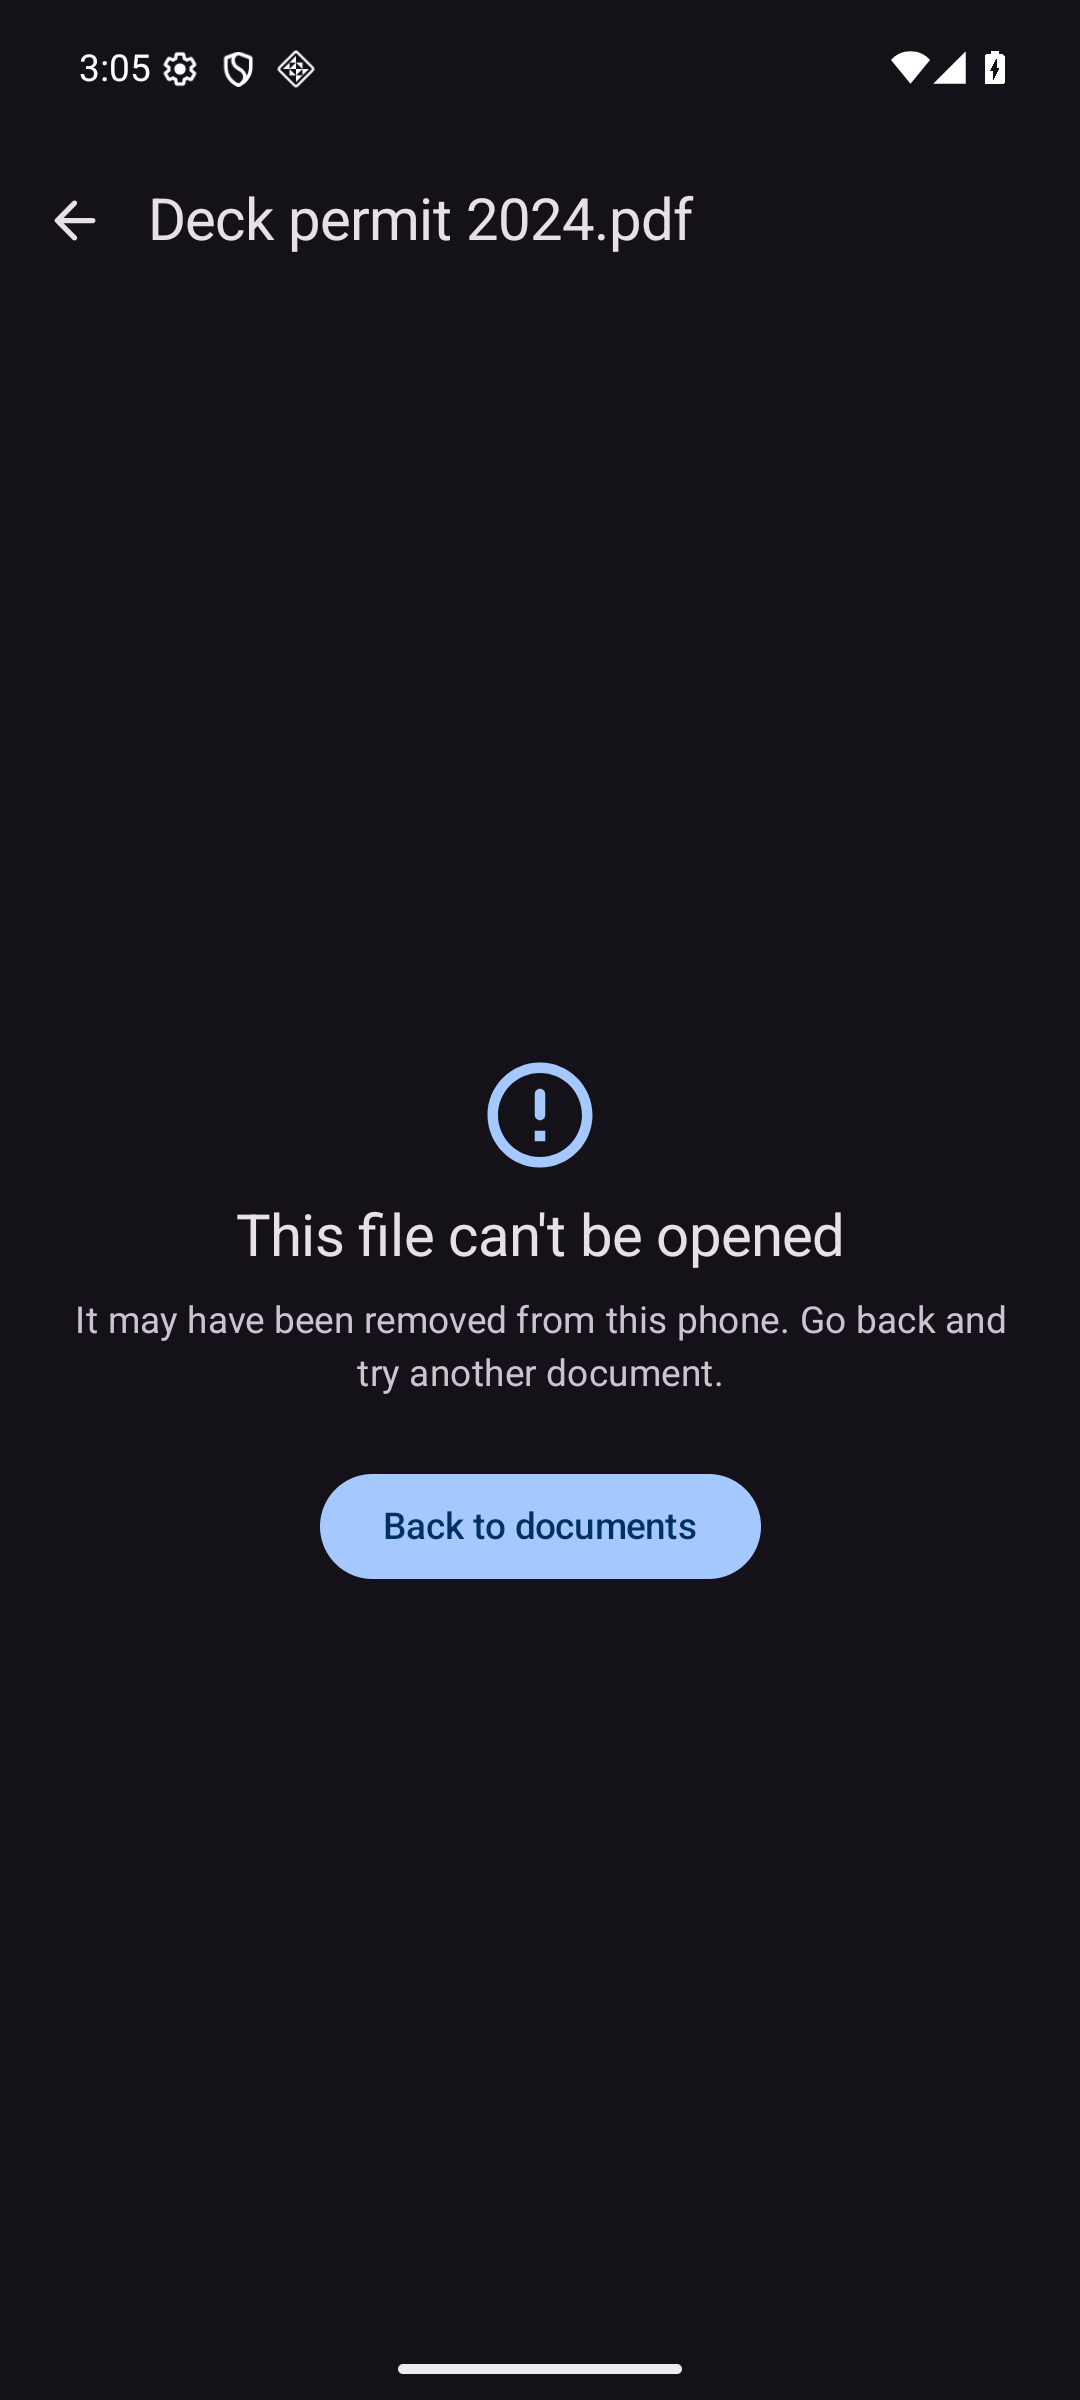 3:05
Deck permit 2024.pdf
This file can't be opened
It may have been removed from this phone. Go back and
try another document.
Back to documents